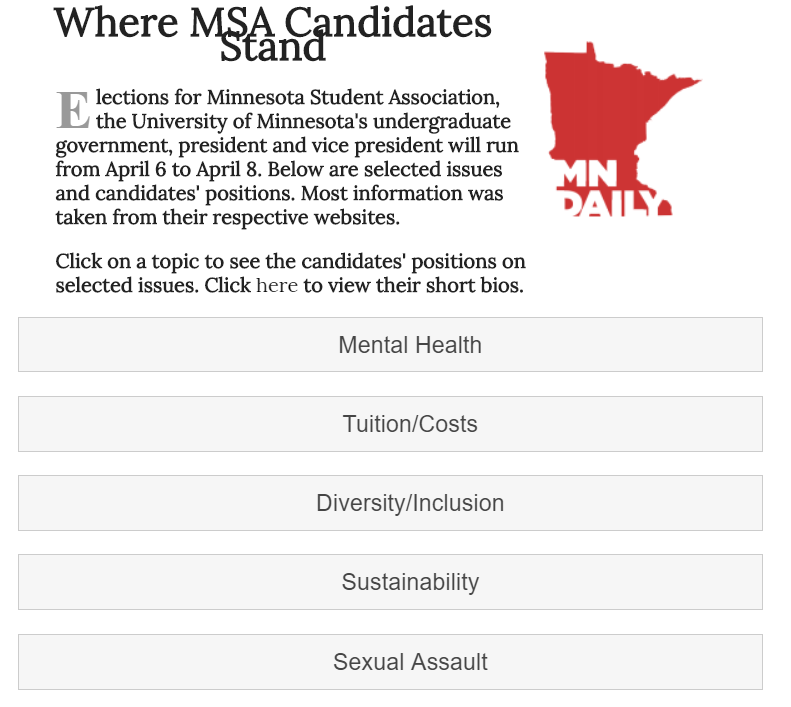 Where MSA Candidates
Stand
Elections for Minnesota Student Association,
the University of Minnesota's undergraduate
government, president and vice president will run
from April 6 to April 8. Below are selected issues
and candidates' positions. Most information was
taken from their respective websites.
MN
DAILY
Click on a topic to see the candidates' positions on
selected issues. Click here to view their short bios.
Mental Health
Tuition/Costs
Diversity/Inclusion
Sustainability
Sexual Assault